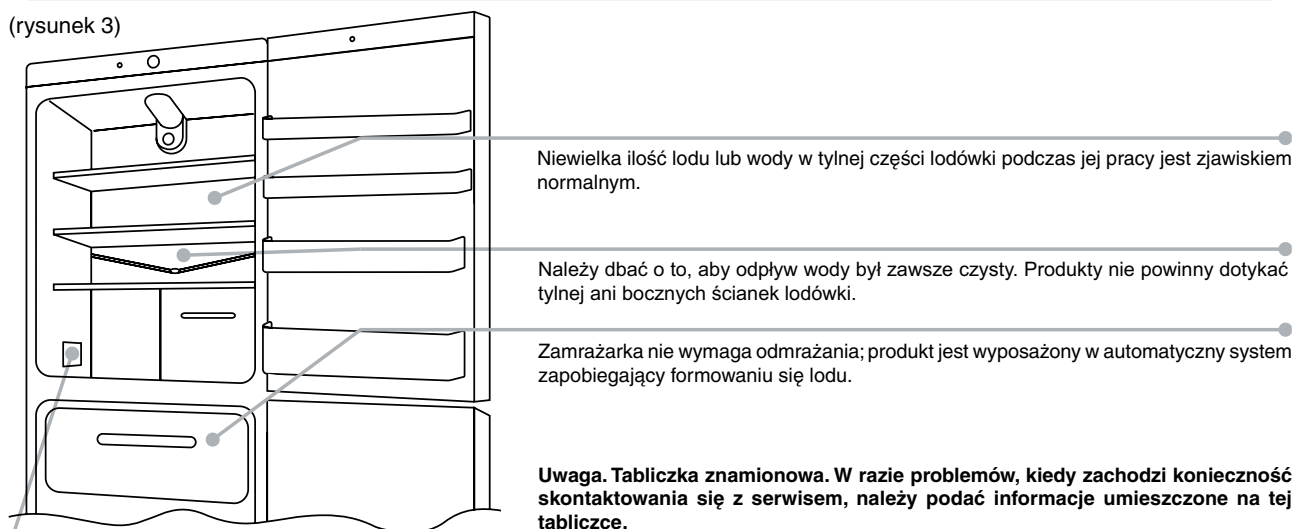 (rysunek 3)
Niewielka ilość lodu lub wody w tylnej części lodówki podczas jej pracy jest zjawiskiem
normalnym.
Należy dbać o to, aby odpływ wody był zawsze czysty. Produkty nie powinny dotykać
tylnej ani bocznych ścianek lodówki.
Zamrażarka nie wymaga odmrażania; produkt jest wyposażony w automatyczny system
zapobiegający formowaniu się lodu.
Uwaga. Tabliczka znamionowa. W razie problemów, kiedy zachodzi konieczność
skontaktowania się z serwisem, należy podać informacje umieszczone na tej
tabliczce.